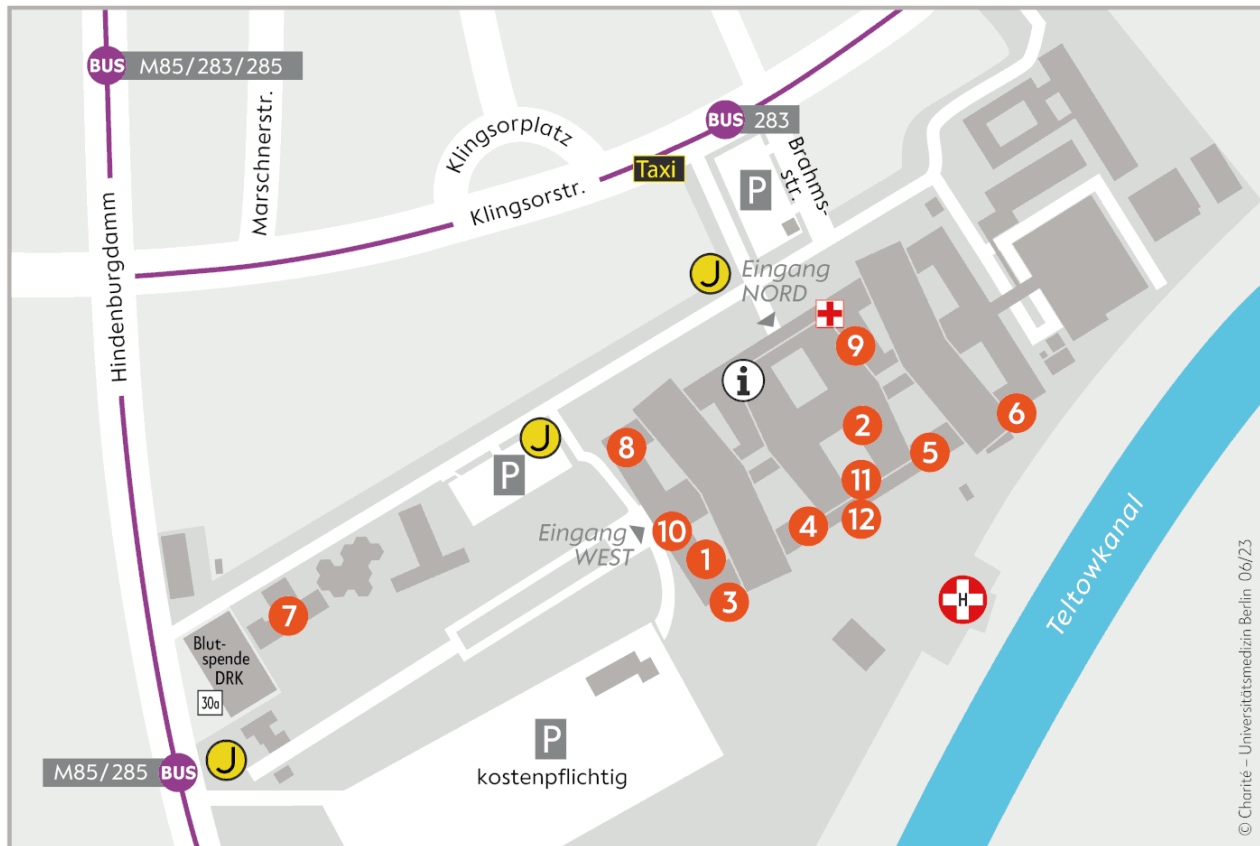 BUS M85/283/285
Marschnerstr.
Klingsorplatz
BUS 283
Taxi
Klingsorstr.
P
Brahms-
str.
Hindenburgdamm
J
Eingang
NORD
9
i
2
6
8
J
5
P
11
10
4
12
Eingang
WEST
1
3
H
7
Teltowkanal
Blut-
spende
DRK
30a
P
kostenpflichtig
J
M85/285 BUS
© Charité – Universitätsmedizin Berlin 06/23